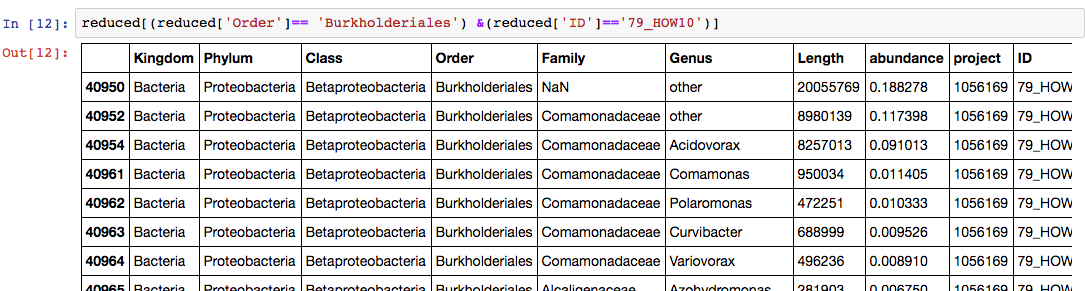 In [12]: reduced[(reduced['Order']== 'Burkholderiales') &(reduced['ID']=='79_HOW10')]
Out[12]:
Kingdom Phylum Class Order Family Genus Length abundance project ID
40950 Bacteria Proteobacteria Betaproteobacteria Burkholderiales NaN other 20055769 0.188278 1056169 79_HOW
40952 Bacteria Proteobacteria Betaproteobacteria Burkholderiales Comamonadaceae other 8980139 0.117398 1056169 79_HOW
40954 Bacteria Proteobacteria Betaproteobacteria Burkholderiales Comamonadaceae Acidovorax 8257013 0.091013 1056169 79_HOW
40961 Bacteria Proteobacteria Betaproteobacteria Burkholderiales Comamonadaceae Comamonas 950034 0.011405 1056169 79_HOW
40962 Bacteria Proteobacteria Betaproteobacteria Burkholderiales Comamonadaceae Polaromonas 472251 0.010333 1056169 79_HOW
40963 Bacteria Proteobacteria Betaproteobacteria Burkholderiales Comamonadaceae Curvibacter 688999 0.009526 1056169 79_HOW
40964 Bacteria Proteobacteria Betaproteobacteria Burkholderiales Comamonadaceae Variovorax 496236 0.008910 1056169 79_HOW
40965 Bacteria Proteobacteria Betaproteobacteria Burkholderiales Alcaligenaceae Azohydromonas 281903 0.006750 1056169 79_HOW